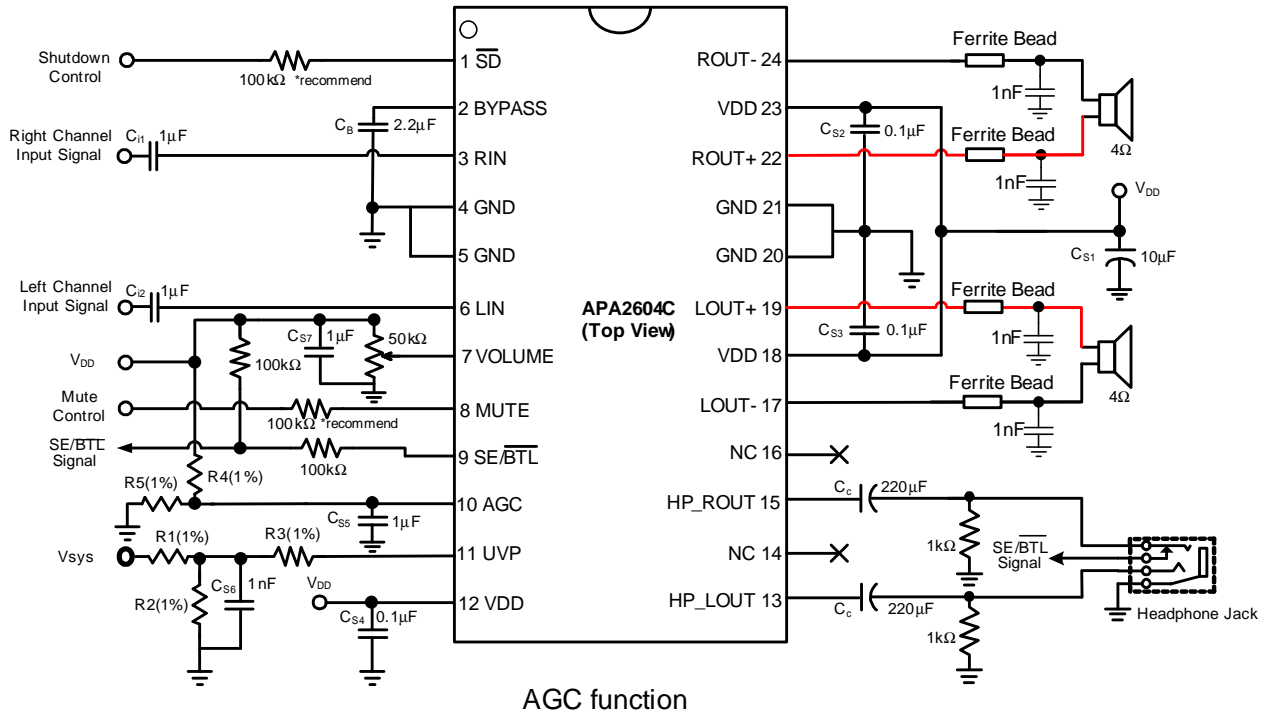 Shutdown
Control
100kΩ *recommend
1 SD
2 BYPASS
CB
2.2μF
Right Channel
Input Signal
Ci1
1μF
3 RIN
4 GND
5 GND
Left Channel
Input Signal
Ci2
1μF
6 LIN
VDD
100kΩ
CS7
1μF
50kΩ
7 VOLUME
Mute
Control
100kΩ *recommend
8 MUTE
SE/BTL
Signal
100kΩ
9 SE/BTL
R4(1%)
R5(1%)
CS5
1μF
10 AGC
Vsys
R1(1%)
R3(1%)
11 UVP
R2(1%)
CS6
1nF
VDD
12 VDD
CS4
0.1μF
APA2604C
(Top View)
ROUT- 24
Ferrite Bead
1nF
VDD 23
CS2
0.1μF
Ferrite Bead
ROUT+ 22
1nF
4Ω
GND 21
VDD
GND 20
CS1
10μF
Ferrite Bead
LOUT+ 19
1nF
CS3
0.1μF
VDD 18
Ferrite Bead
4Ω
LOUT- 17
1nF
NC 16
HP_ROUT 15
Cc
220μF
1kΩ
SE/BTL
Signal
NC 14
HP_LOUT 13
Cc
220μF
1kΩ
Headphone Jack
AGC function